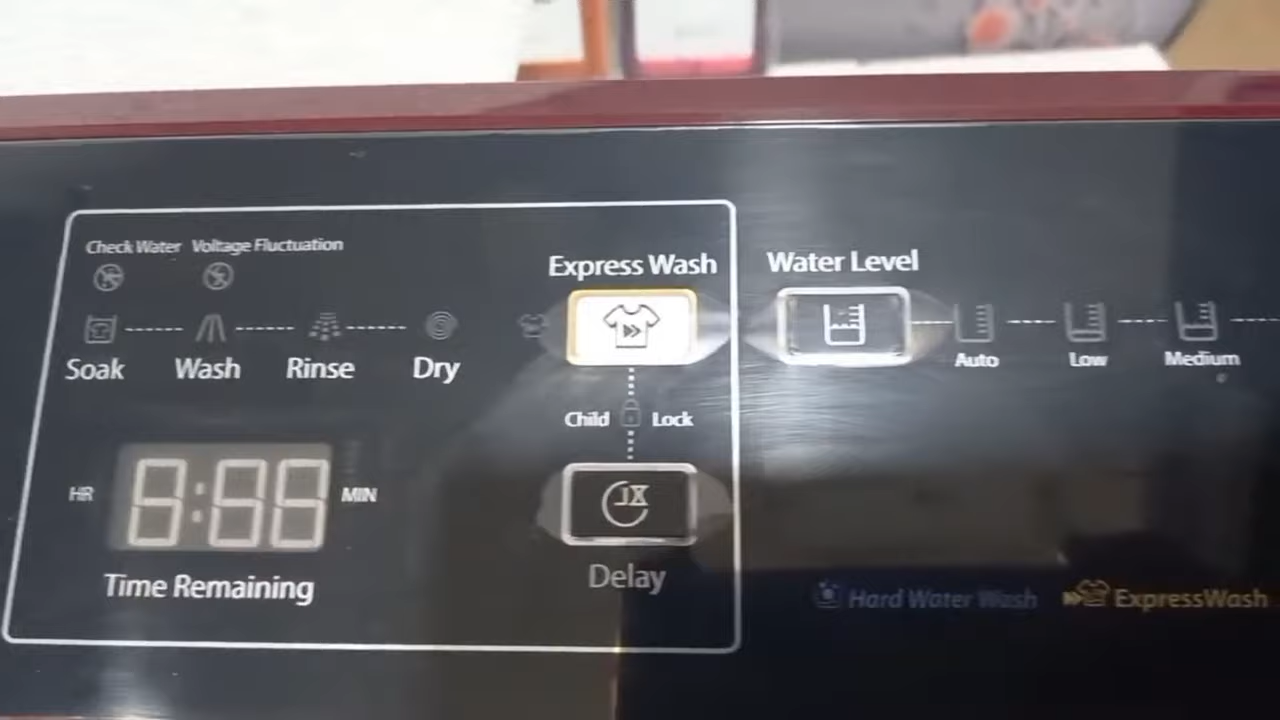 Check Water Voltage Fluctuation
Express Wash
Water Level
Soak Wash Rinse Dry
Auto Low Medium
Child Lock
HR MIN
Time Remaining
Delay
Hard Water Wash ExpressWash